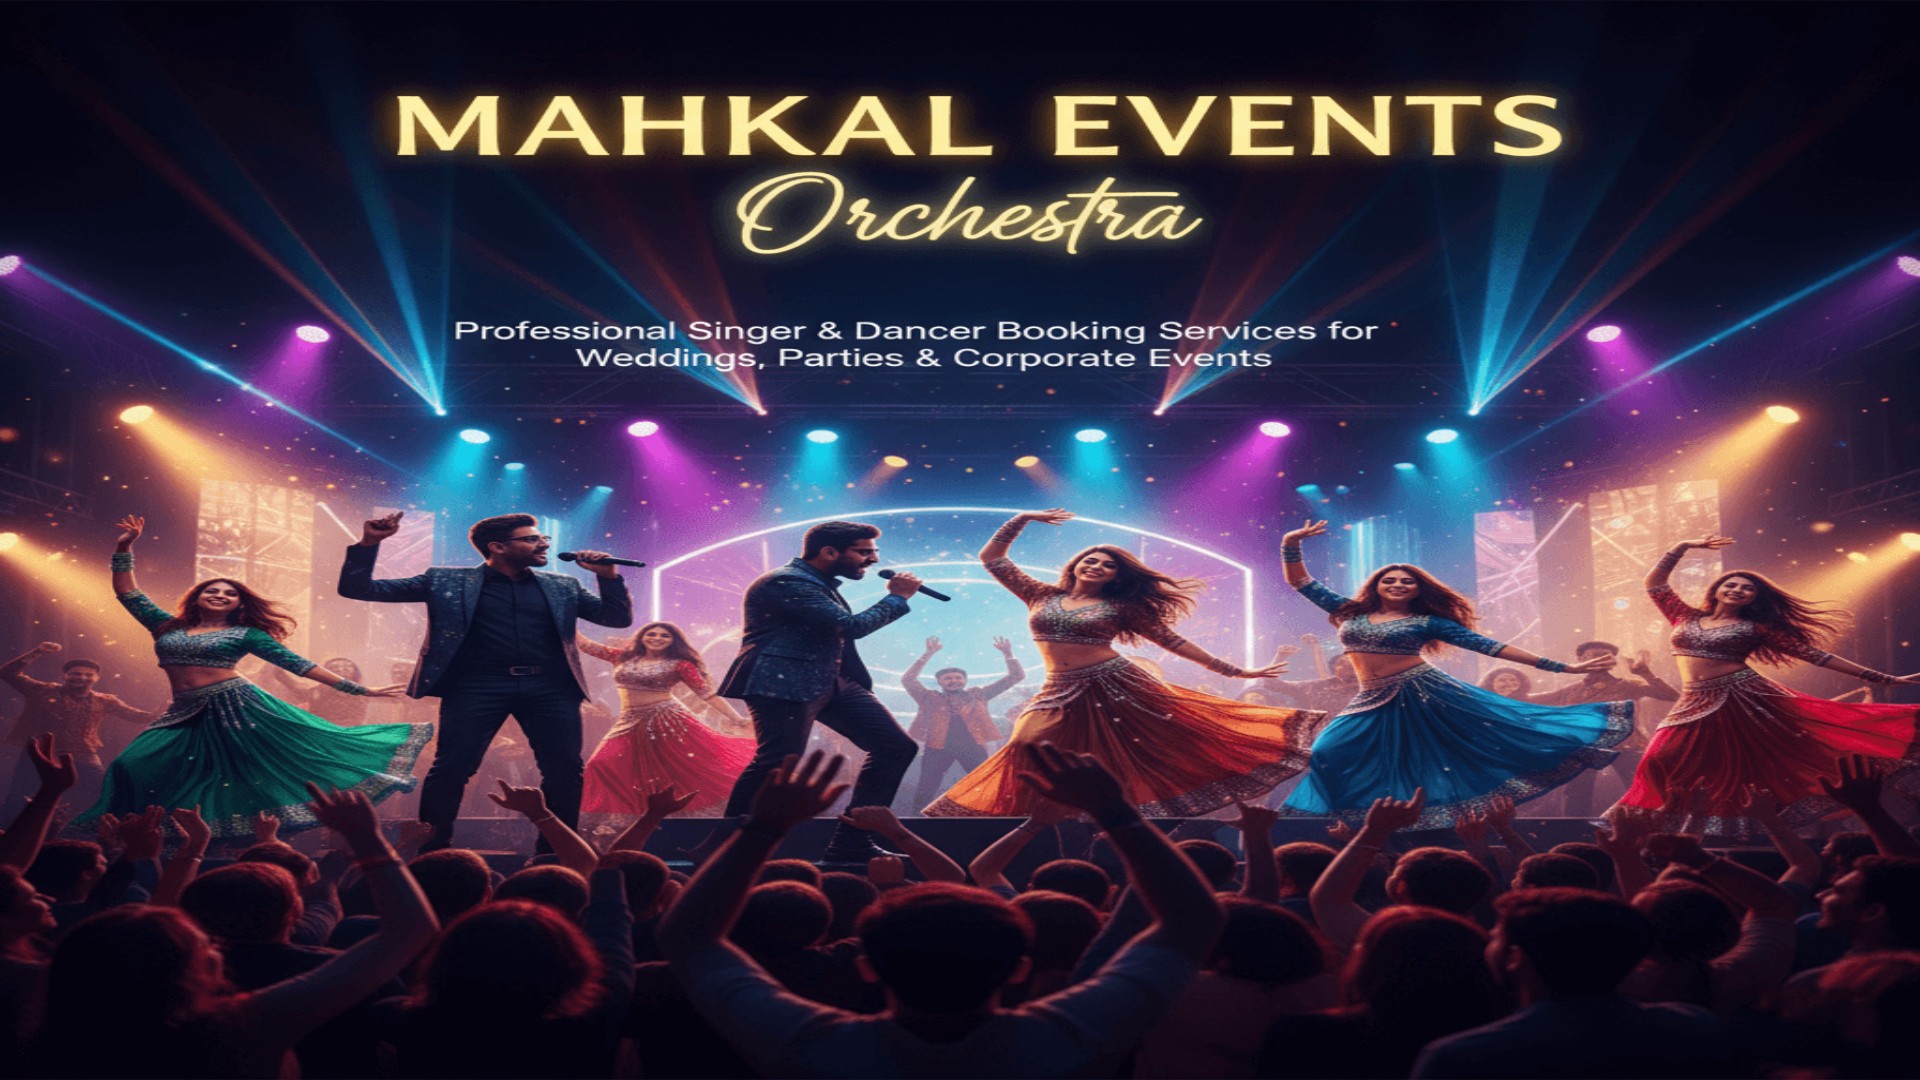 MAHKAL EVENTS
Orchestra
Professional Singer & Dancer Booking Services for
Weddings, Parties & Corporate Events